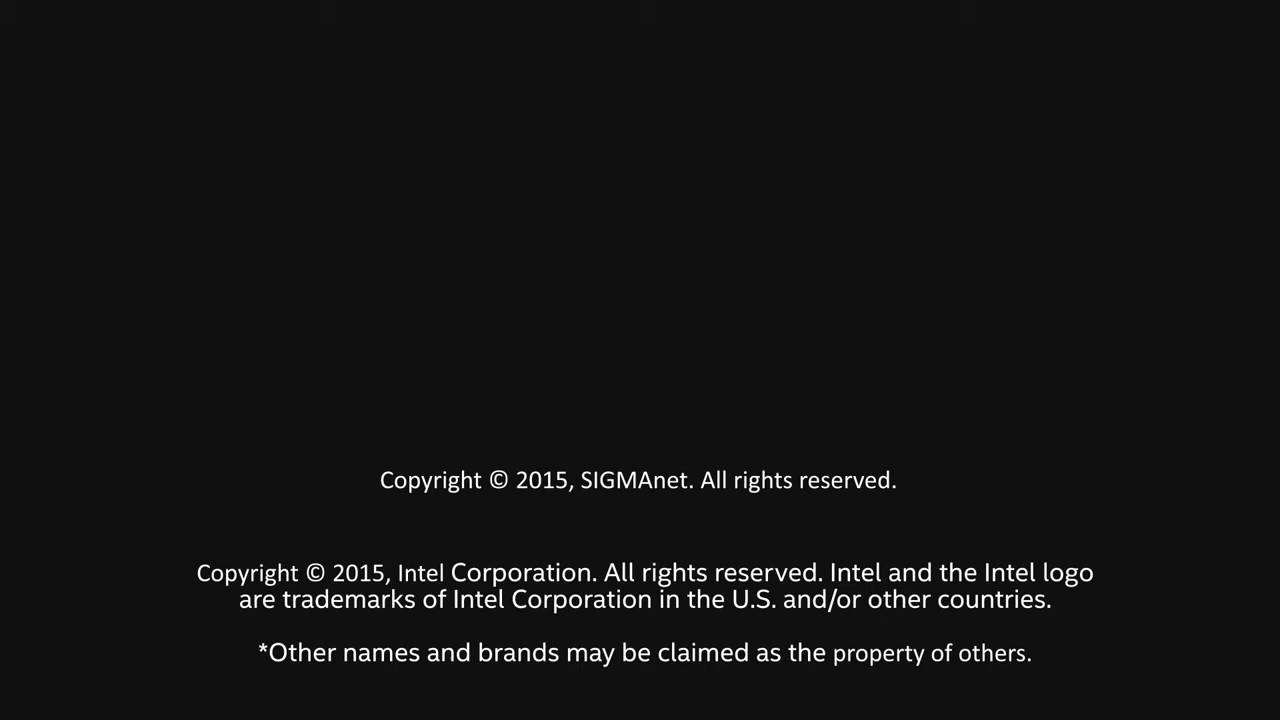 Copyright © 2015, SIGMAnet. All rights reserved.
Copyright © 2015, Intel Corporation. All rights reserved. Intel and the Intel logo
are trademarks of Intel Corporation in the U.S. and/or other countries.
*Other names and brands may be claimed as the property of others.